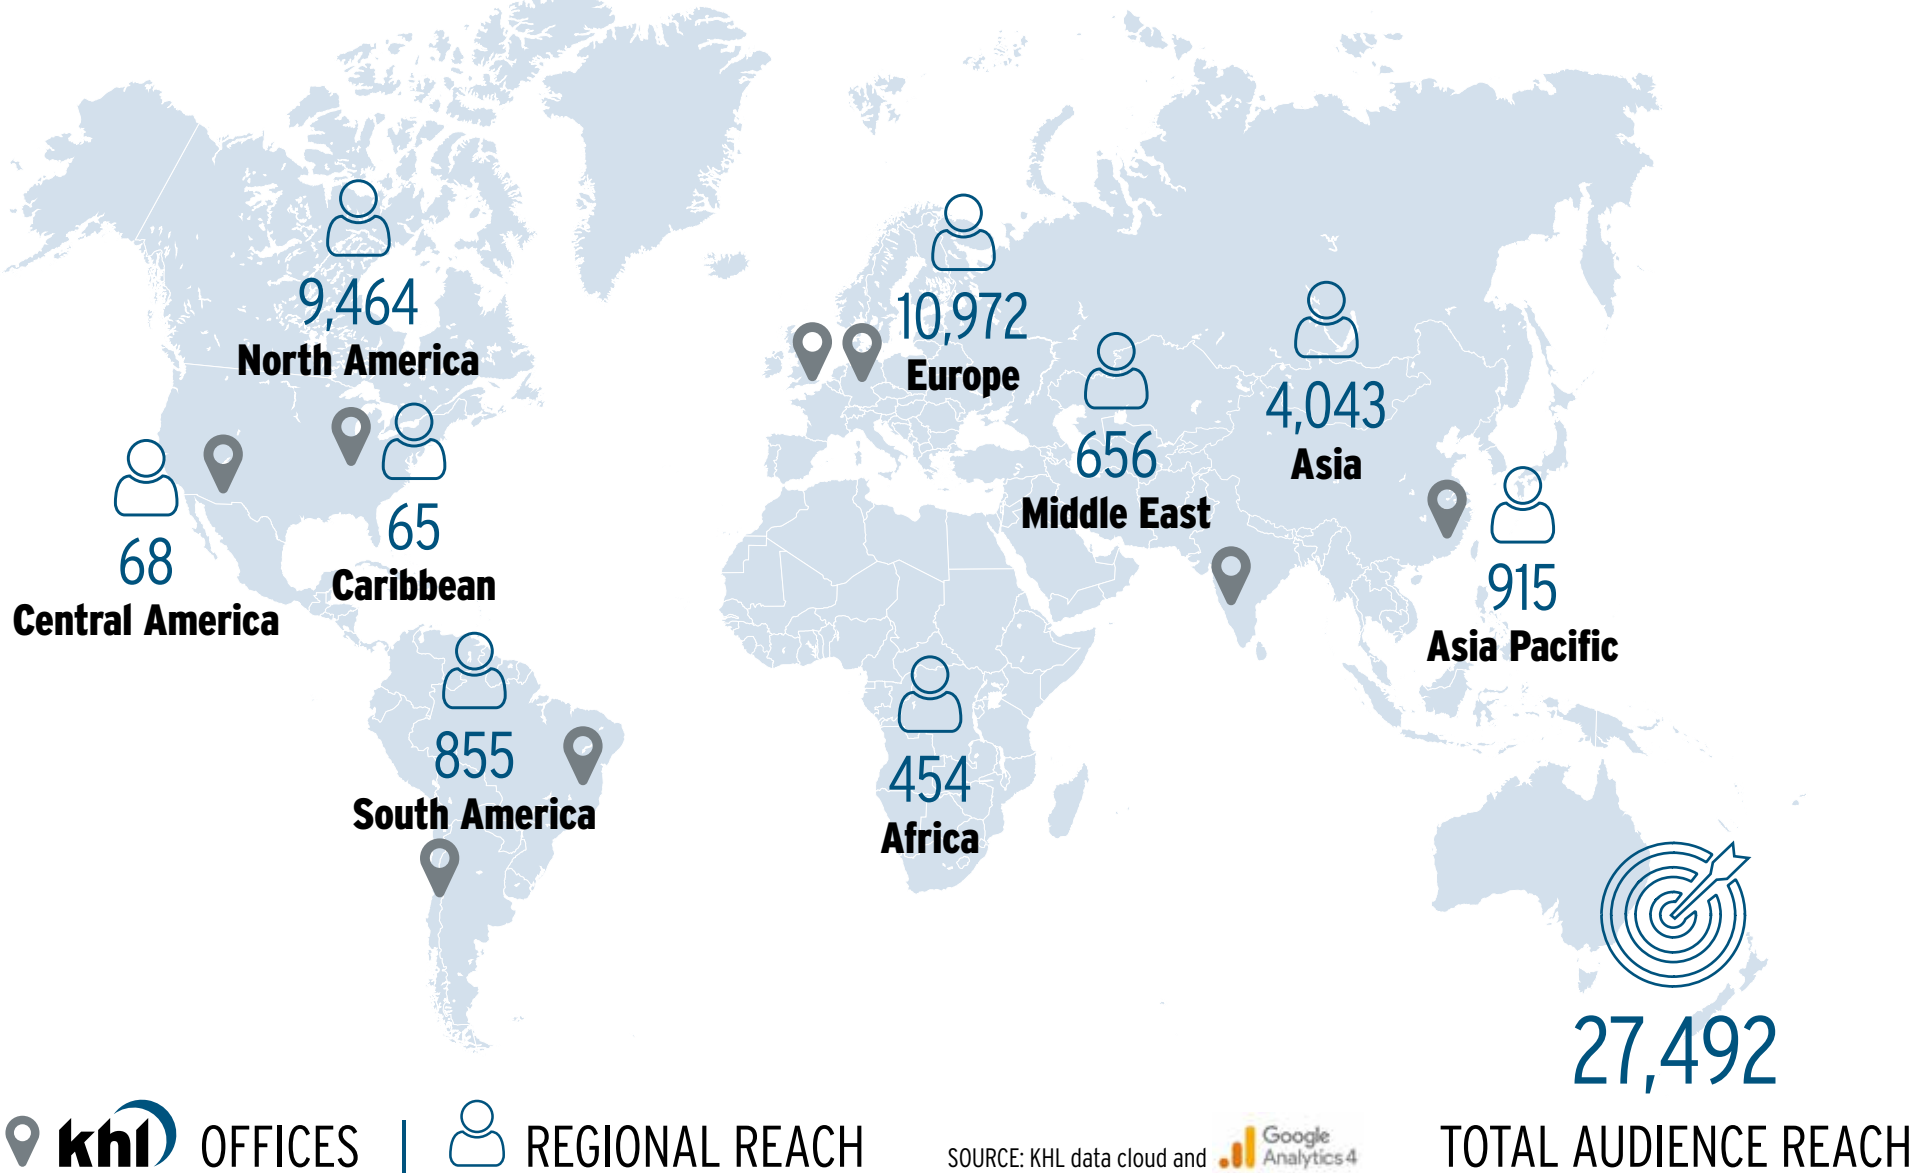 9,464
North America
10,972
Europe
4,043
Asia
656
Middle East
68
Central America
65
Caribbean
915
Asia Pacific
855
South America
454
Africa
27,492
TOTAL AUDIENCE REACH
khl OFFICES | REGIONAL REACH
SOURCE: KHL data cloud and Google
Analytics 4